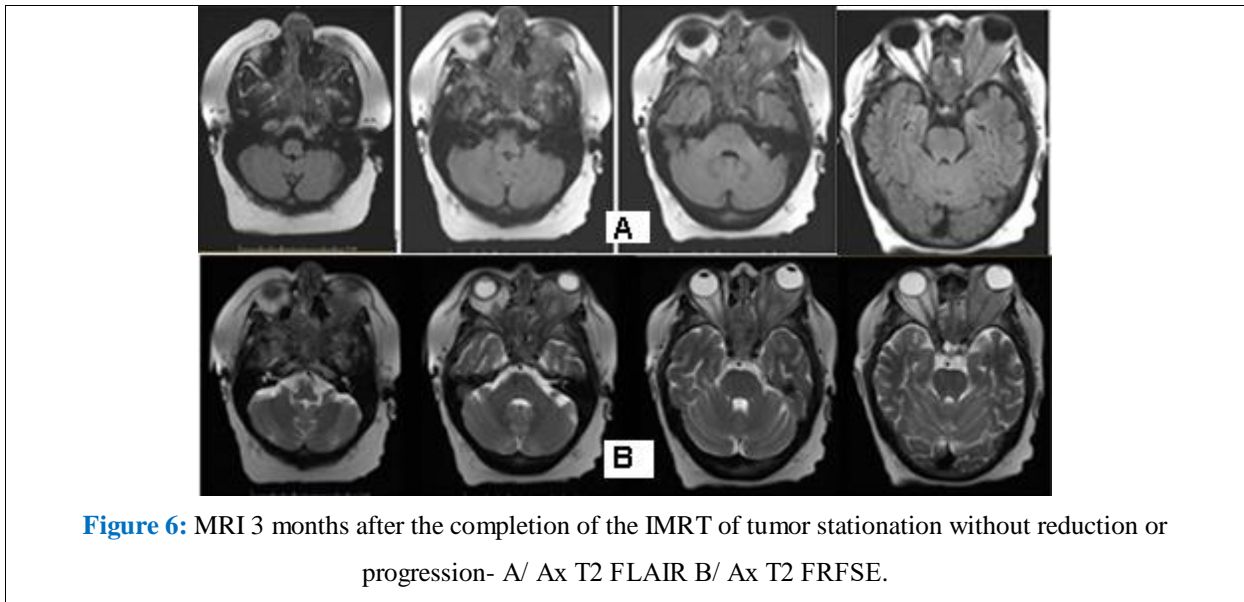 A
B
Figure 6: MRI 3 months after the completion of the IMRT of tumor stationation without reduction or
progression- A/ Ax T2 FLAIR B/ Ax T2 FRFSE.